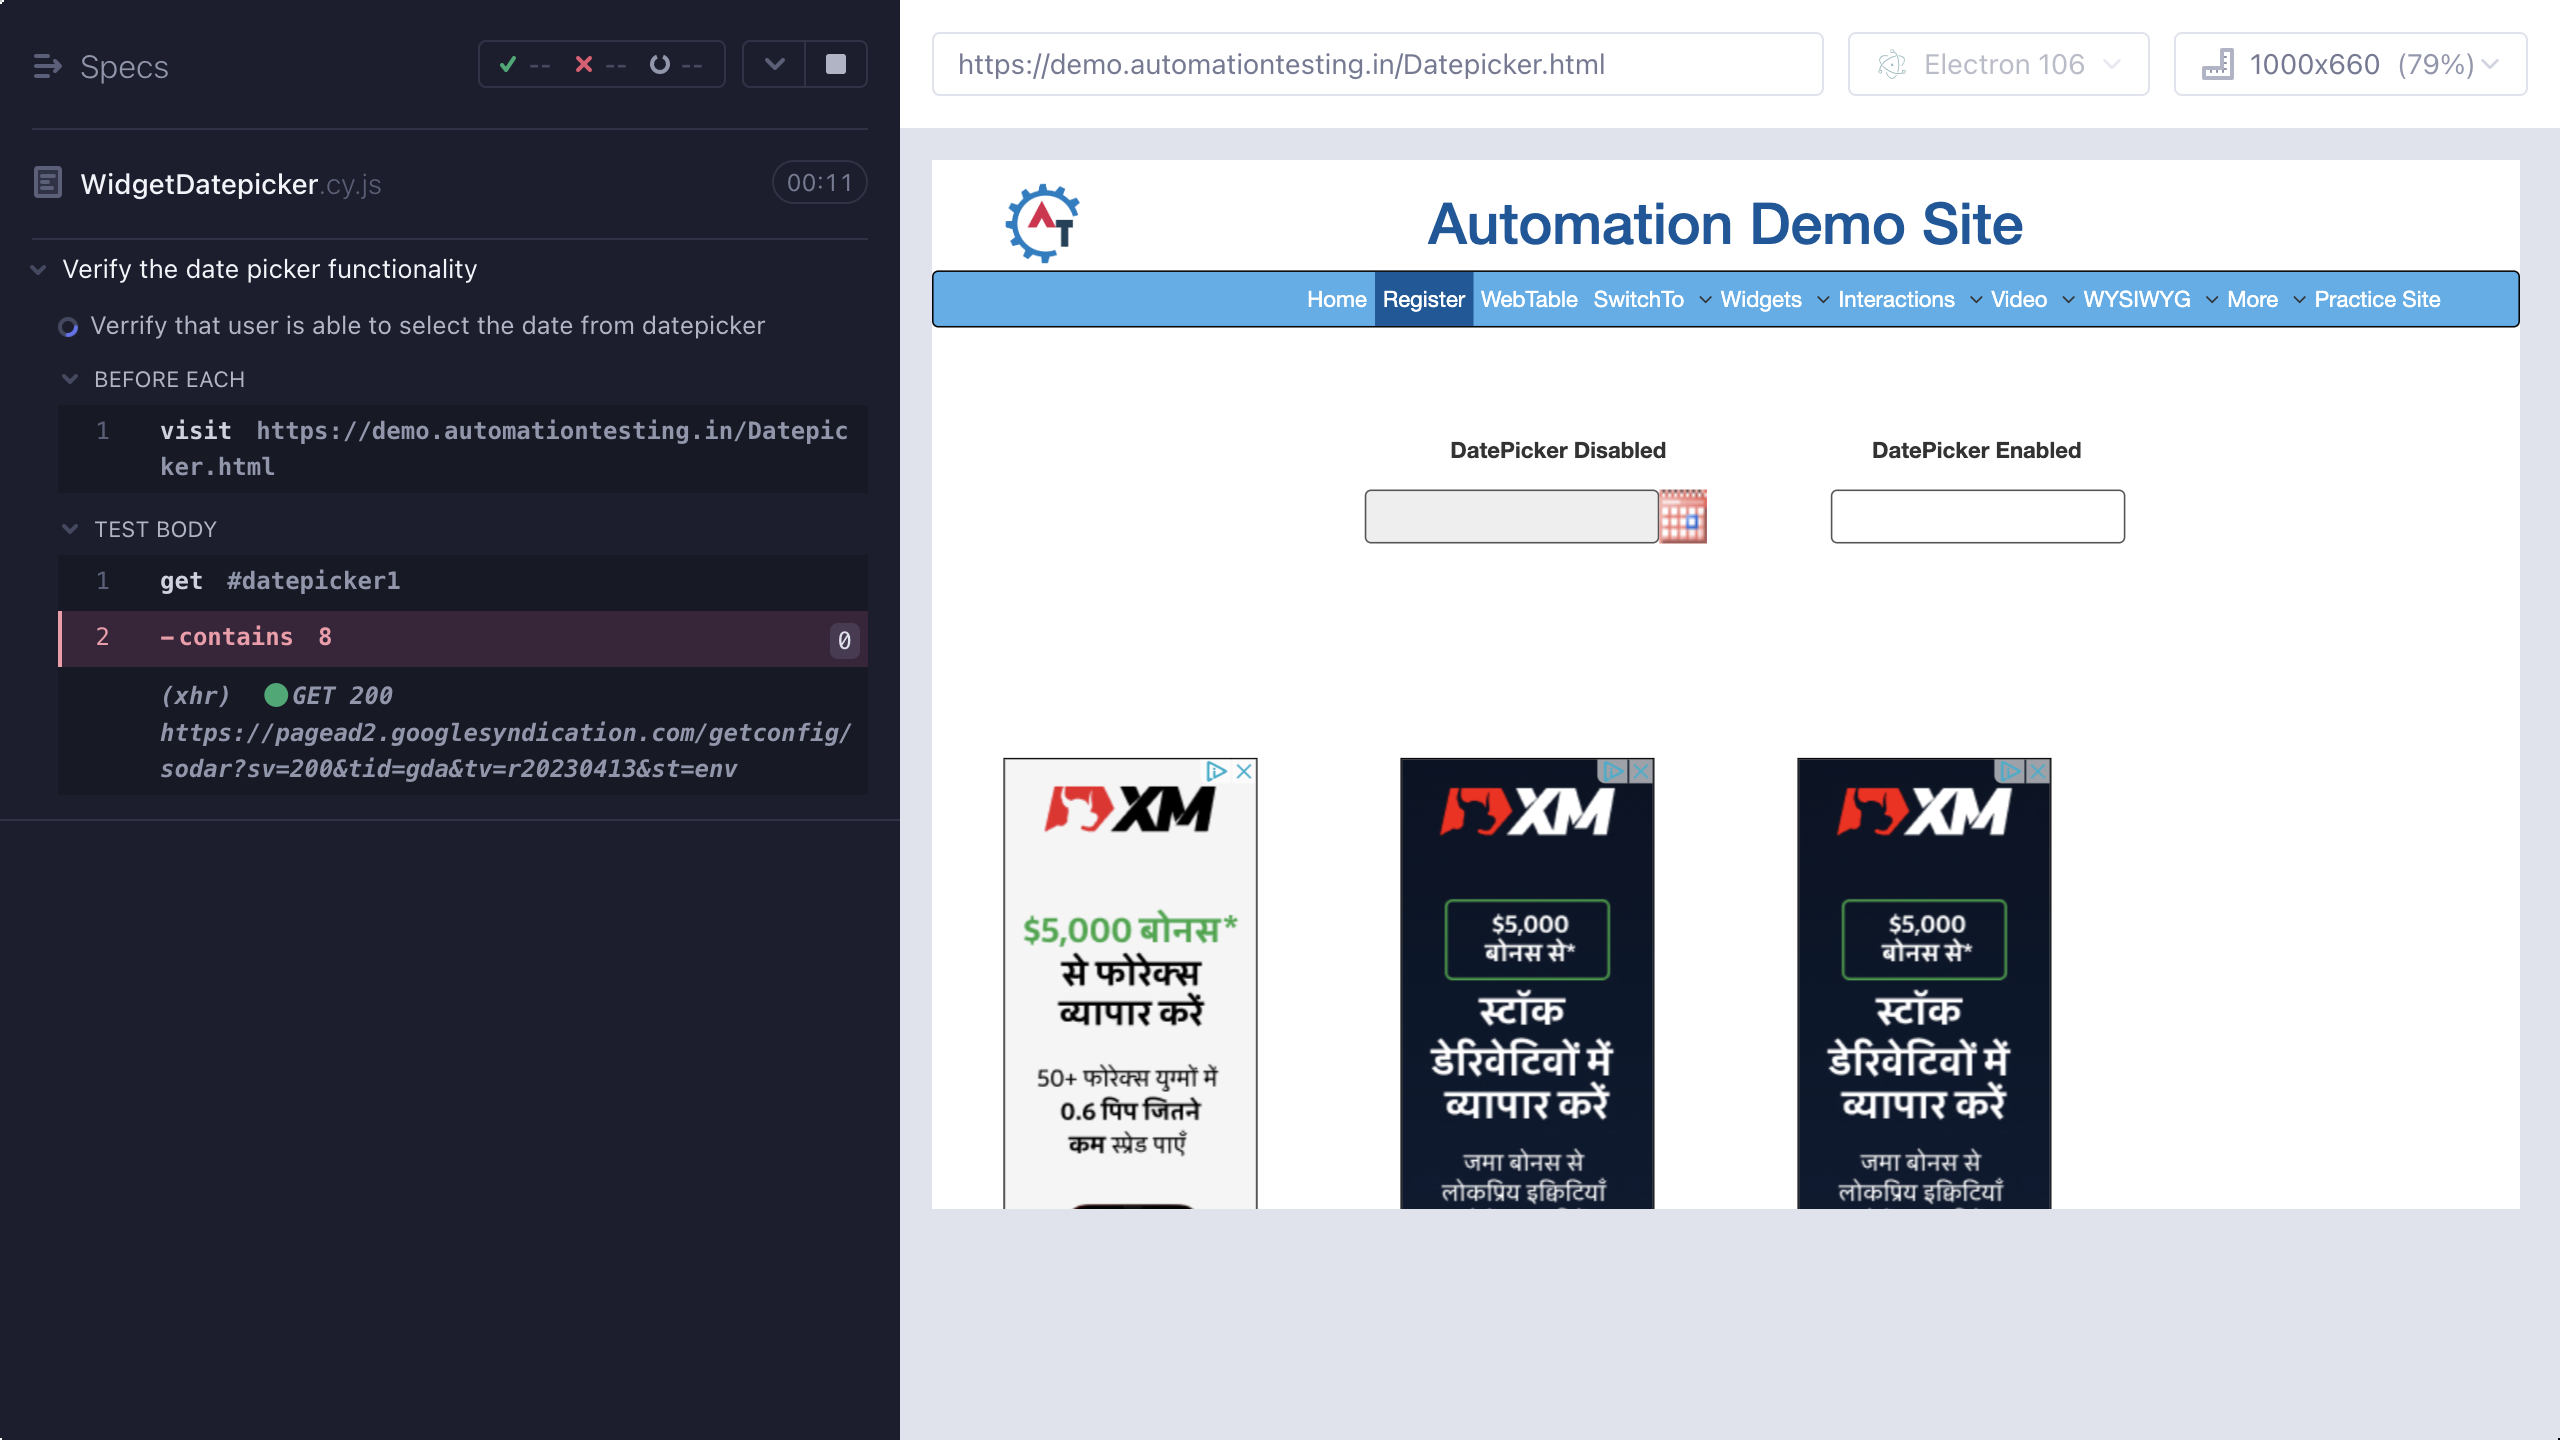 Specs
-- -- --
WidgetDatepicker.cy.js
00:11
Verify the date picker functionality
Verrify that user is able to select the date from datepicker
BEFORE EACH
1 visit https://demo.automationtesting.in/Datepic
ker.html
TEST BODY
1 get #datepicker1
2 -contains 8 0
(xhr) GET 200
https://pagead2.googlesyndication.com/getconfig/
sodar?sv=200&tid=gda&tv=r20230413&st=env
https://demo.automationtesting.in/Datepicker.html
Electron 106
1000x660 (79%)
AT
Automation Demo Site
Home Register WebTable SwitchTo Widgets Interactions Video WYSIWYG More Practice Site
DatePicker Disabled
DatePicker Enabled
XM
$5,000 बोनस*
से फोरेक्स
व्यापार करें
50+ फोरेक्स युग्मों में
0.6 पिप जितने
कम स्प्रेड पाएँ
XM
$5,000
बोनस से*
स्टॉक
डेरिवेटिवों में
व्यापार करें
जमा बोनस से
लोकप्रिय इक्विटियाँ
XM
$5,000
बोनस से*
स्टॉक
डेरिवेटिवों में
व्यापार करें
जमा बोनस से
लोकप्रिय इक्विटियाँ